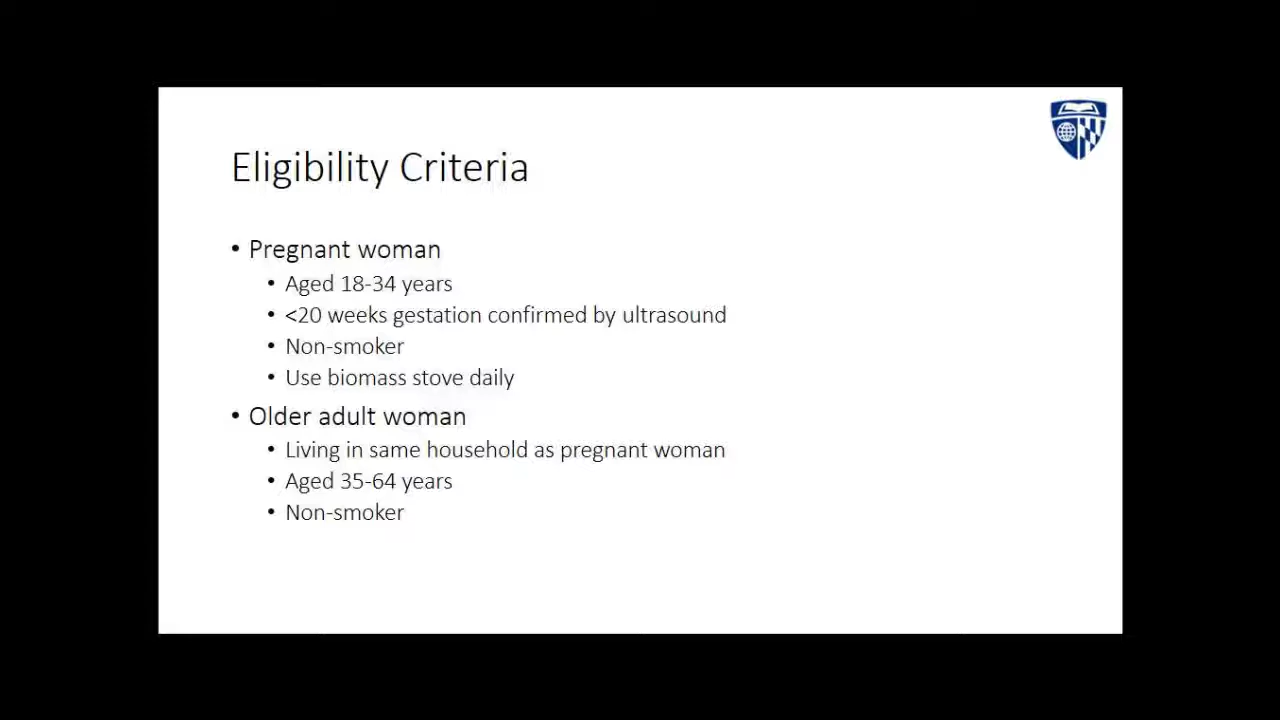 Eligibility Criteria
• Pregnant woman
• Aged 18-34 years
• <20 weeks gestation confirmed by ultrasound
• Non-smoker
• Use biomass stove daily
• Older adult woman
• Living in same household as pregnant woman
• Aged 35-64 years
• Non-smoker